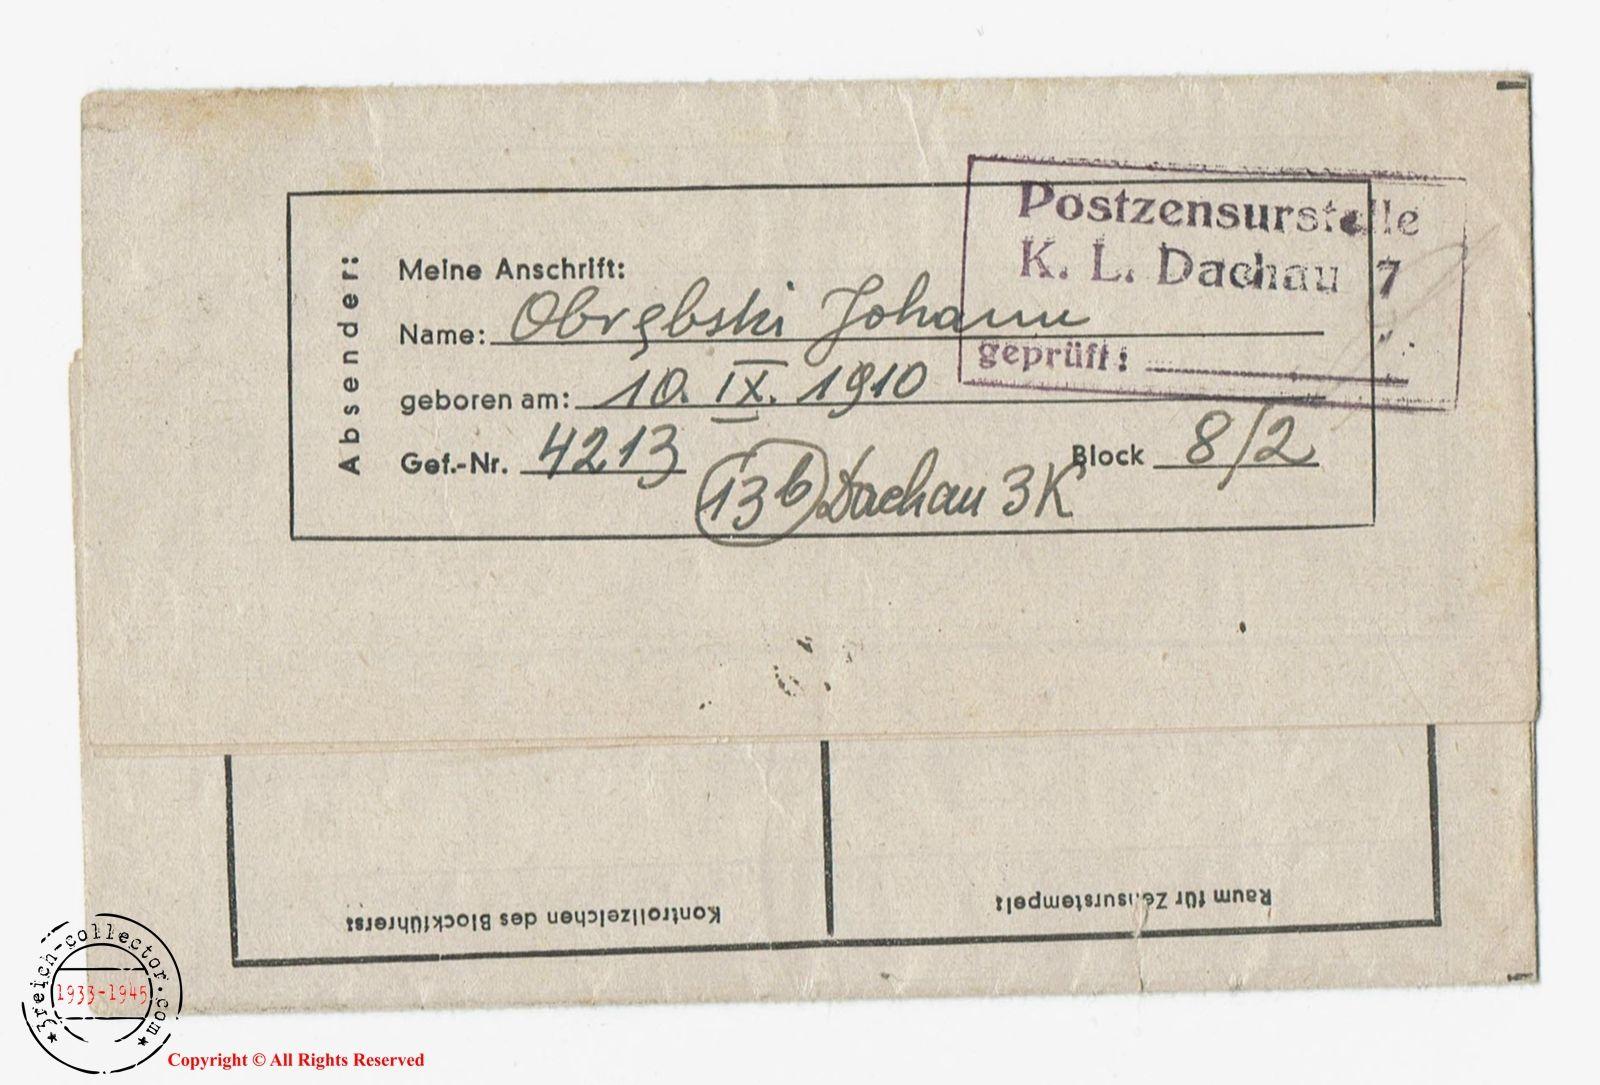 Postzensurstelle
K. L. Dachau 7
geprüft:
Absender:
Meine Anschrift:
Name: Obrębski Johann
geboren am: 10. IX. 1910
Gef.-Nr. 4213 Block 8/2
13b Dachau 3K
Kontrollzeichen des Blockführers:
Raum für Zensurstempel:
3reich-collector.com
1933-1945
Copyright © All Rights Reserved